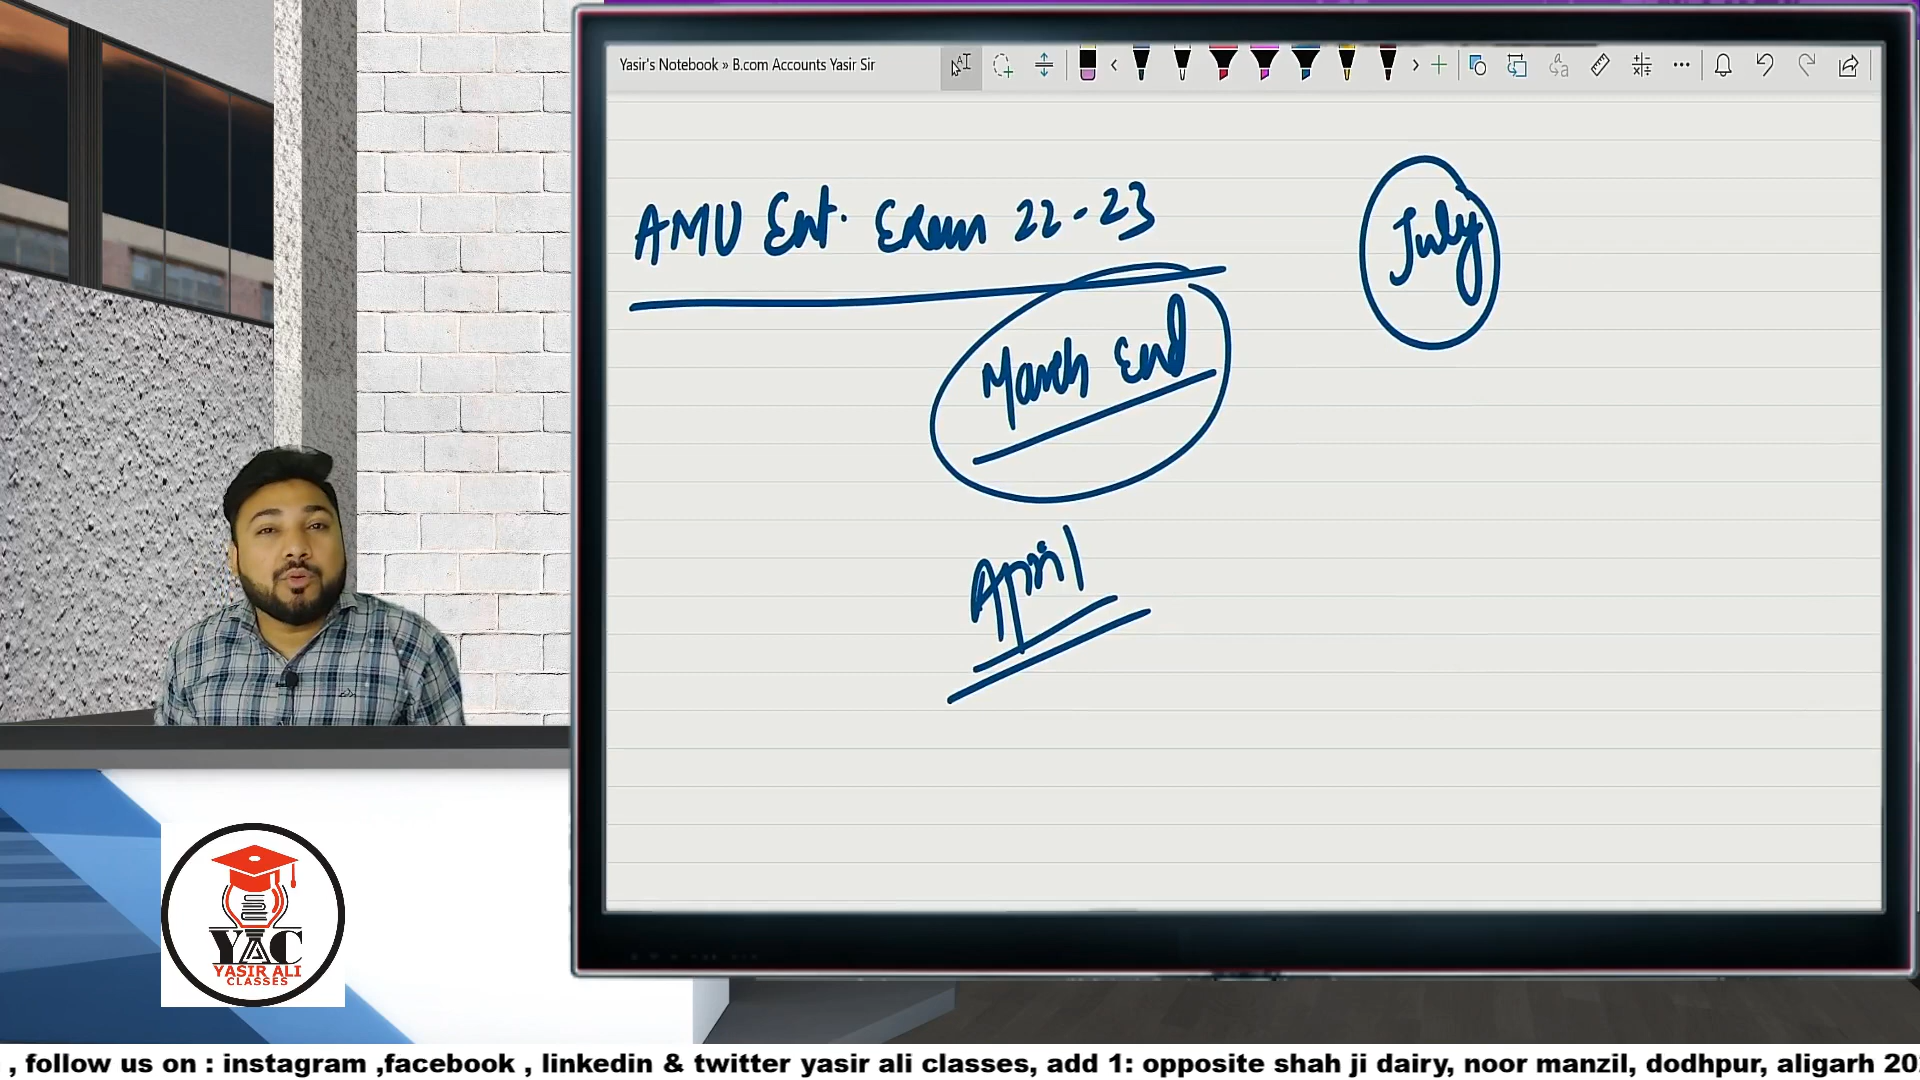 Yasir's Notebook » B.com Accounts Yasir Sir
AMU Ent. Exam 22-23
July
March End
April
YAC
YASIR ALI
CLASSES
, follow us on : instagram ,facebook , linkedin & twitter yasir ali classes, add 1: opposite shah ji dairy, noor manzil, dodhpur, aligarh 20